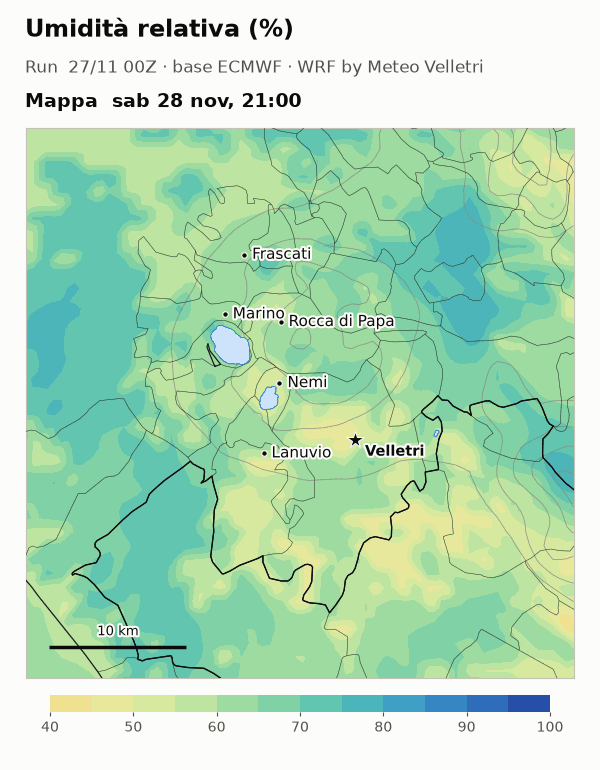 Umidità relativa (%)
Run  27/11 00Z · base ECMWF · WRF by Meteo Velletri
Mappa  sab 28 nov, 21:00
Frascati
Marino
Rocca di Papa
Nemi
Velletri
Lanuvio
10 km
40 50 60 70 80 90 100